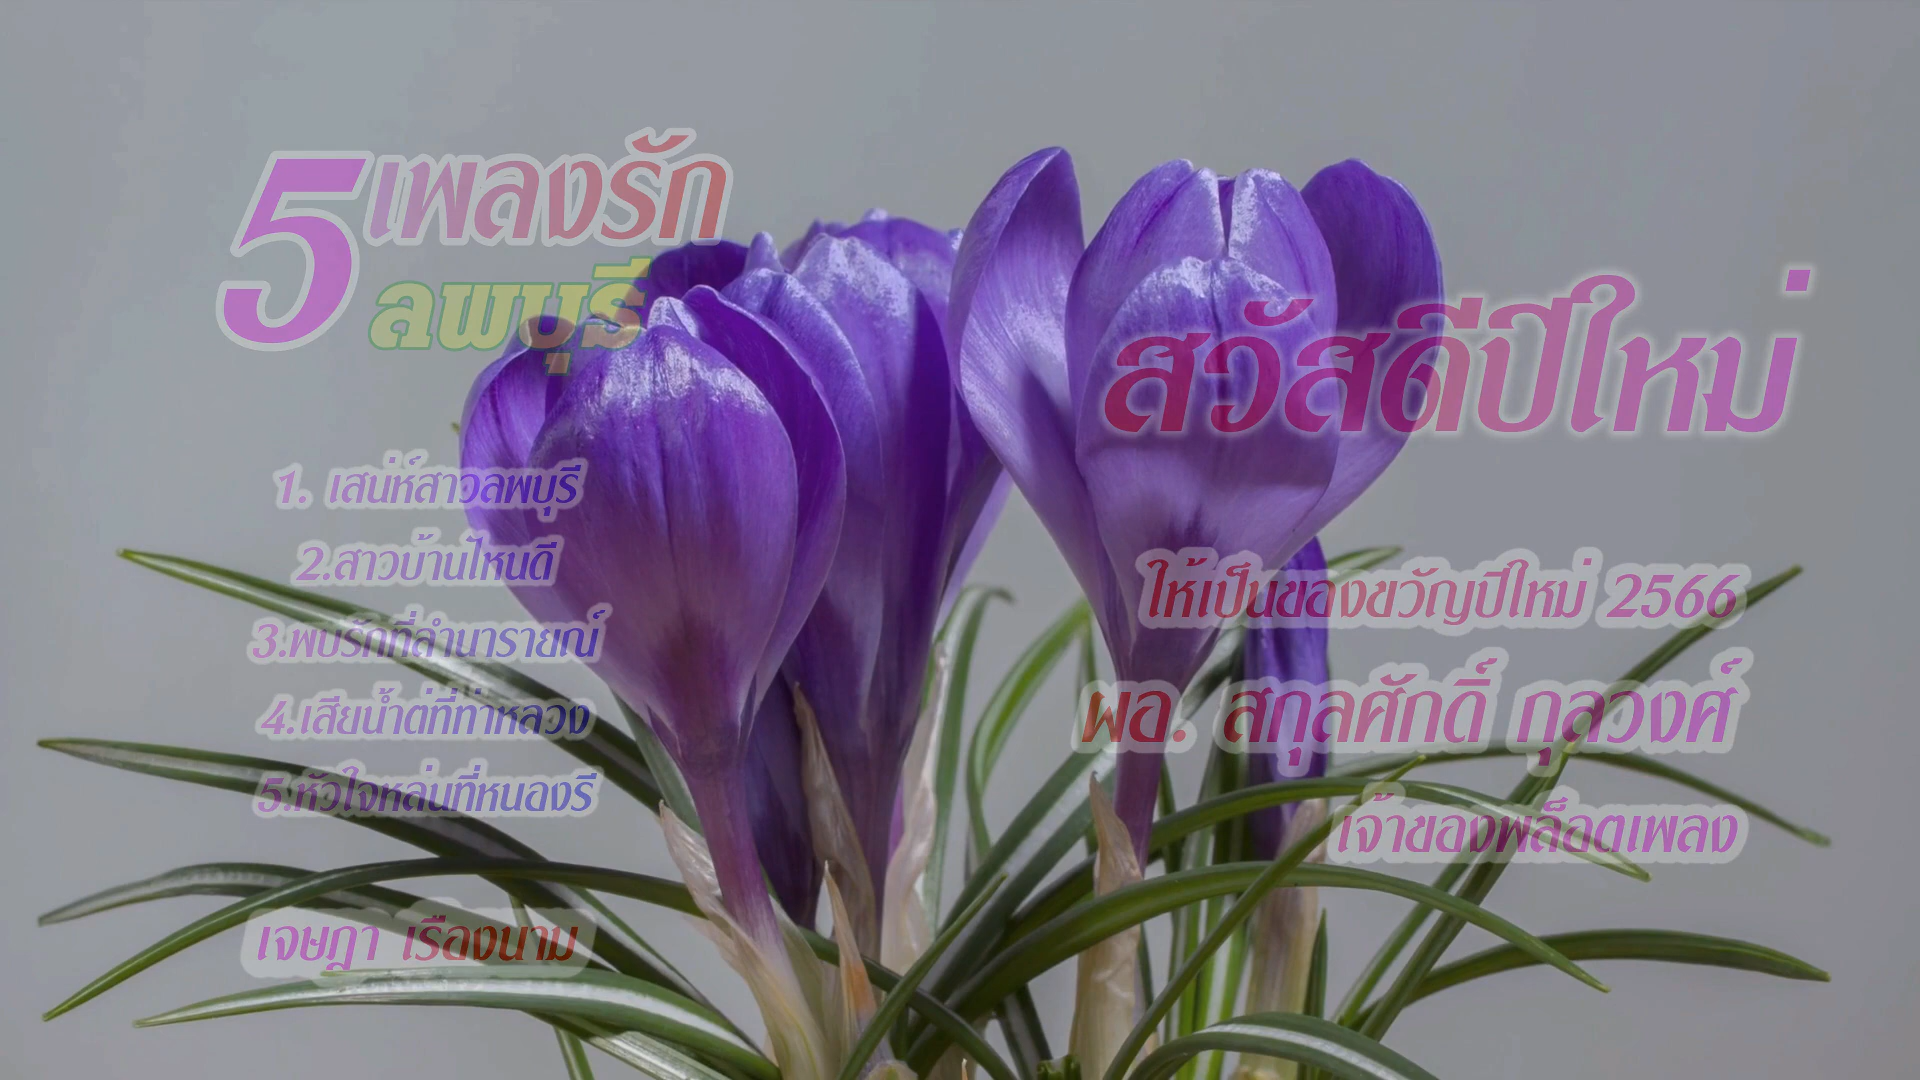 5 เพลงรัก
ลพบุรี
1. เสน่ห์สาวลพบุรี
2.สาวบ้านไหนดี
3.พบรักที่ลำนารายณ์
4.เสียน้ำต่ที่ท่าหลวง
5.หัวใจหล่นที่หนองรี
เจษฎา เรืองนาม
สวัสดีปีใหม่
ให้เป็นของขวัญปีใหม่ 2566
ผอ. สกุลศักดิ์ กุลวงศ์
เจ้าของพล็อตเพลง